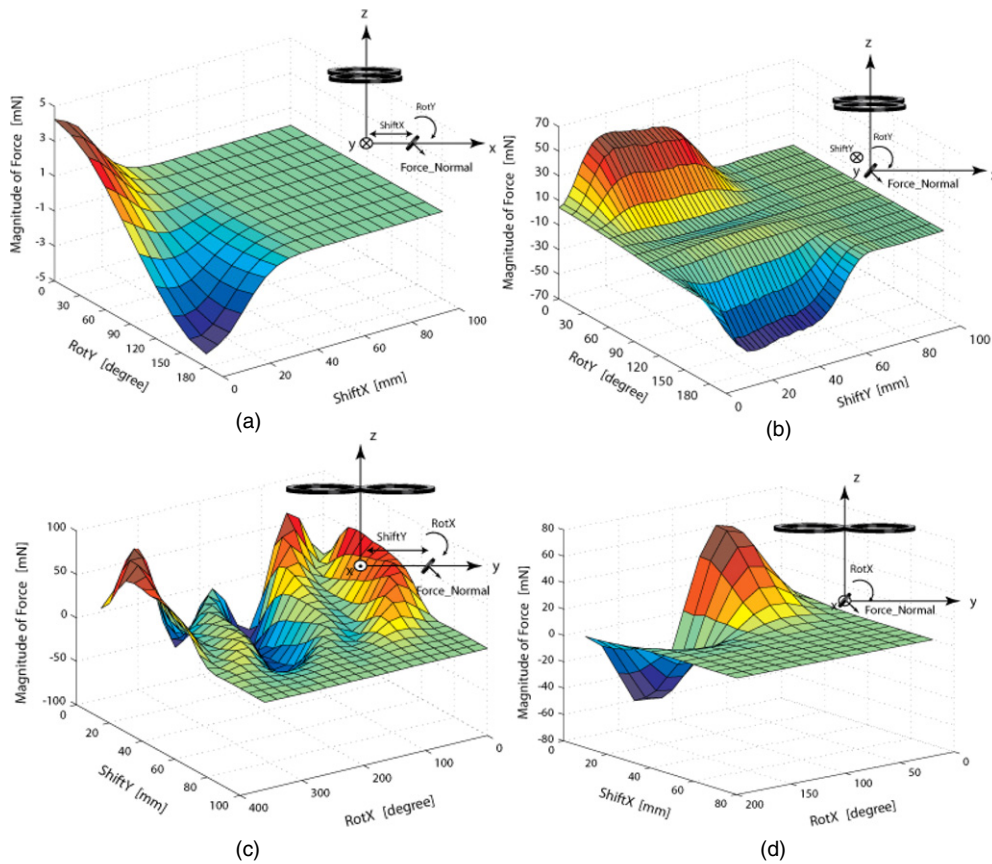 z
RotY
ShiftX
y
x
Force_Normal
Magnitude of Force [mN]
5
3
1
-1
-3
-5
0
30
60
90
120
150
180
RotY [degree]
0
20
40
60
80
100
ShiftX [mm]
(a)
z
RotY
ShiftY
y
Force_Normal
Magnitude of Force [mN]
70
50
30
10
-10
-30
-50
-70
0
30
60
90
120
150
180
RotY [degree]
0
20
40
60
80
100
ShiftY [mm]
(b)
z
RotX
ShiftY
x
y
Force_Normal
Magnitude of Force [mN]
100
50
0
-50
-100
0
20
40
60
80
100
ShiftY [mm]
400
300
200
100
0
RotX [degree]
(c)
z
RotX
x
y
Force_Normal
Magnitude of Force [mN]
80
60
40
20
0
-20
-40
-60
-80
0
20
40
60
80
ShiftX [mm]
200
150
100
50
0
RotX [degree]
(d)